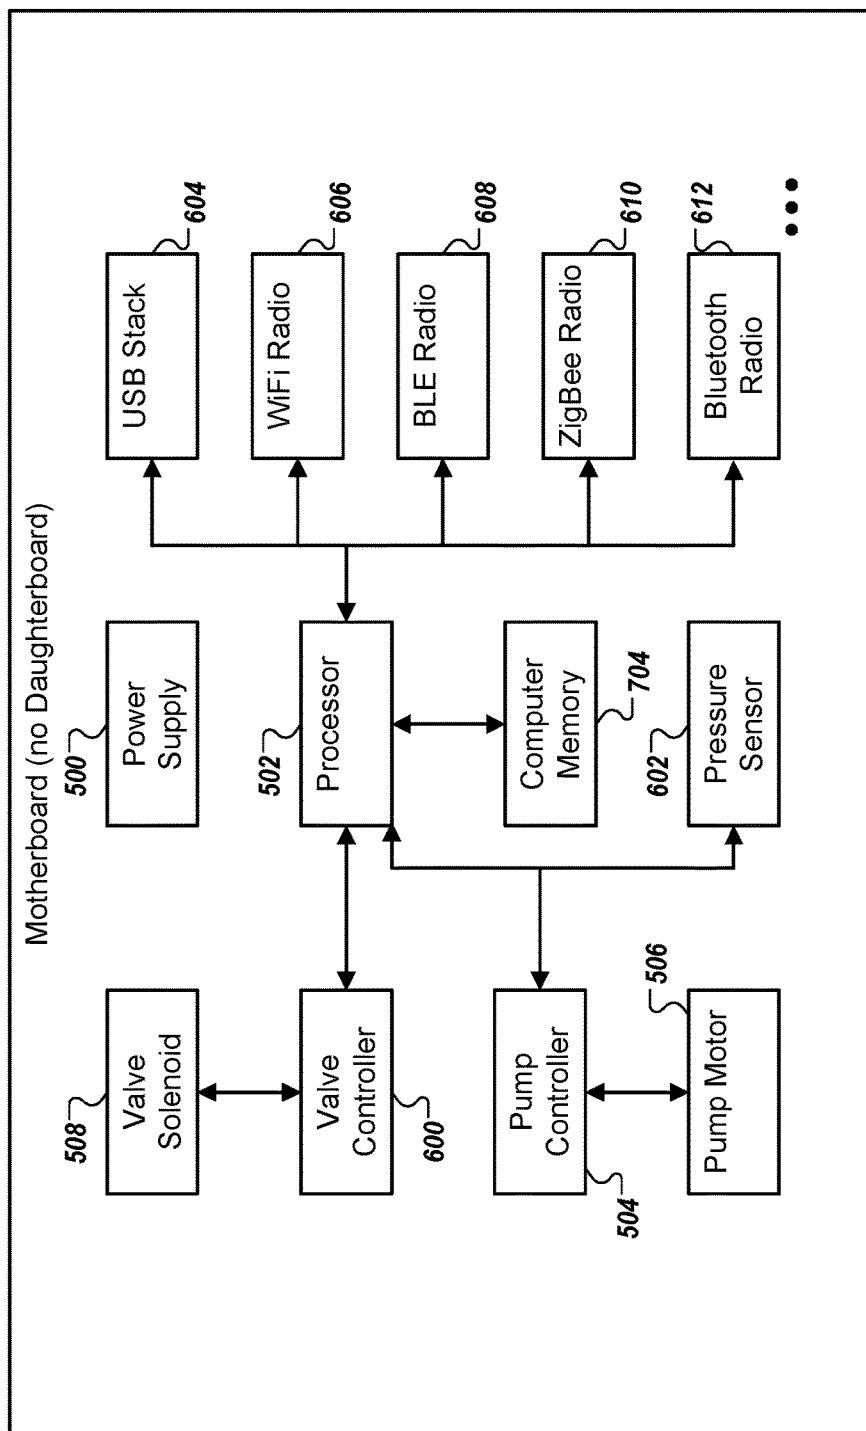 Motherboard (no Daughterboard)
508
Valve
Solenoid
500
Power
Supply
USB Stack
604
Valve
Controller
600
502
Processor
WiFi Radio
606
BLE Radio
608
Pump
Controller
504
Computer
Memory
704
ZigBee Radio
610
506
Pump Motor
602
Pressure
Sensor
612
Bluetooth
Radio